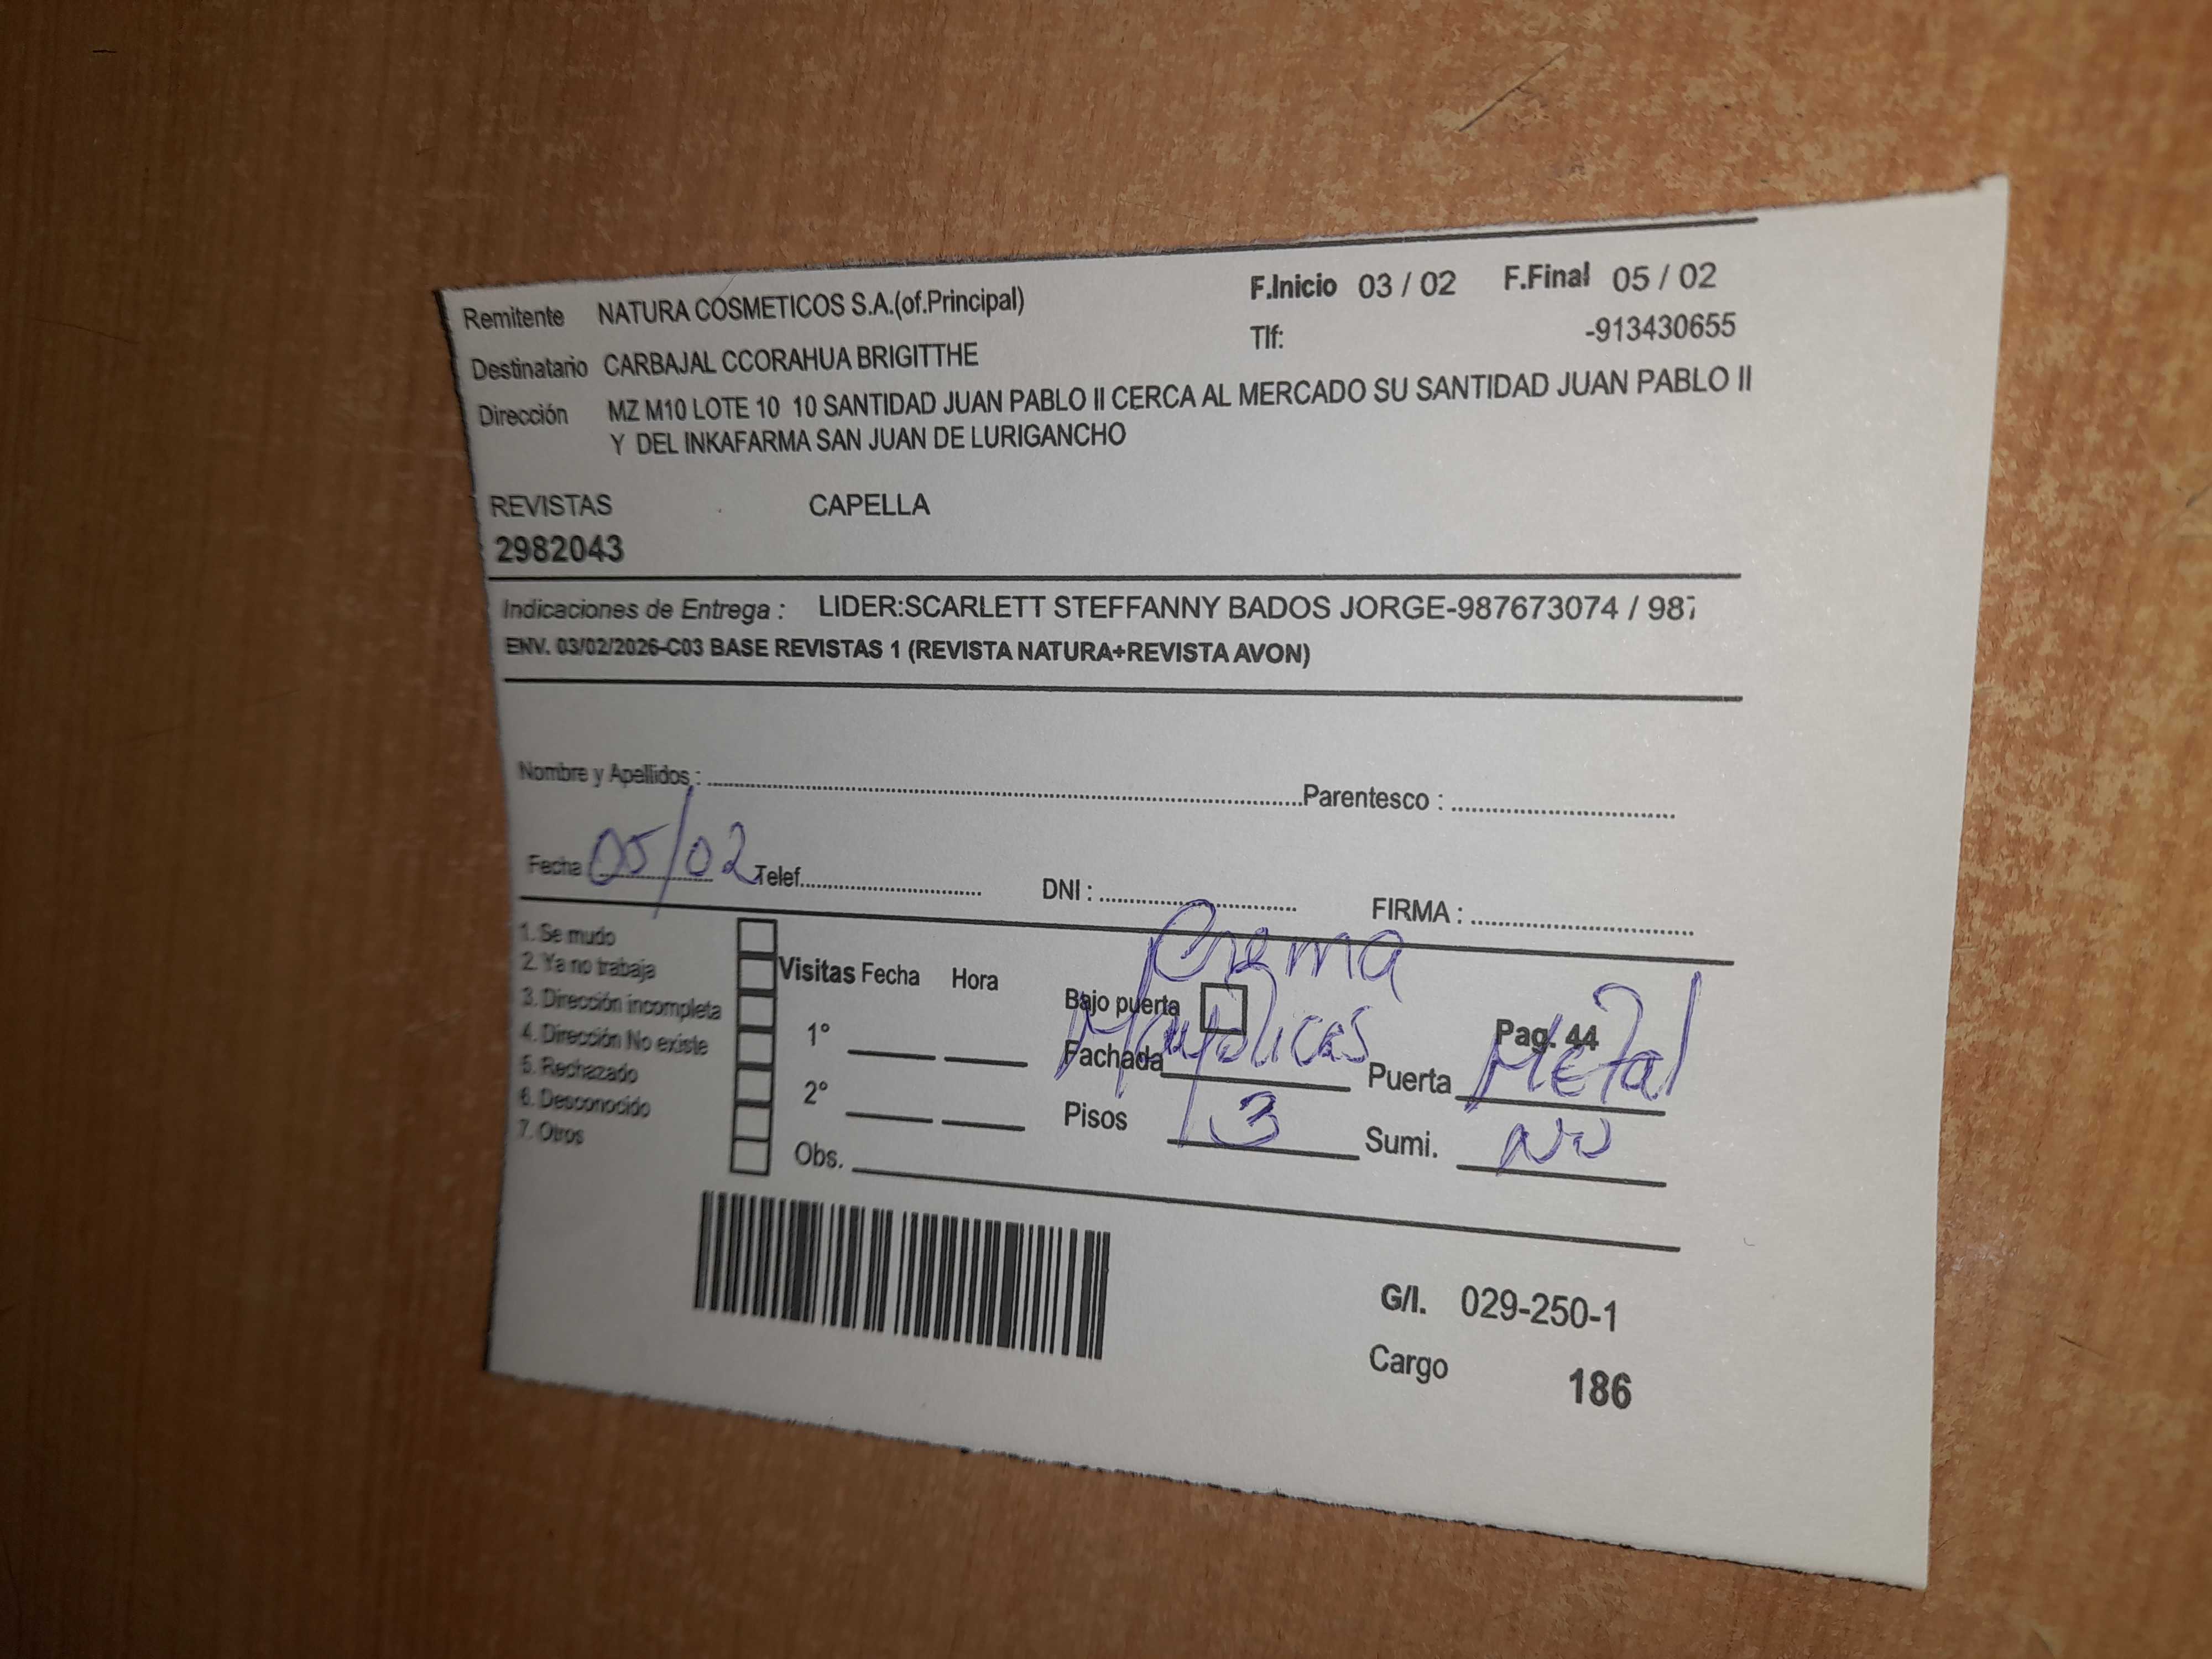 Remitente NATURA COSMETICOS S.A.(of.Principal) F.Inicio 03 / 02 F.Final 05 / 02
Destinatario CARBAJAL CCORAHUA BRIGITTHE Tlf: -913430655
Dirección MZ M10 LOTE 10 10 SANTIDAD JUAN PABLO II CERCA AL MERCADO SU SANTIDAD JUAN PABLO II
Y DEL INKAFARMA SAN JUAN DE LURIGANCHO
REVISTAS CAPELLA
2982043
Indicaciones de Entrega : LIDER:SCARLETT STEFFANNY BADOS JORGE-987673074 / 987
ENV. 03/02/2026-C03 BASE REVISTAS 1 (REVISTA NATURA+REVISTA AVON)
Nombre y Apellidos : Parentesco :
Fecha 05/02 Telef. DNI : FIRMA :
1. Se mudo
2. Ya no trabaja
3. Dirección incompleta
4. Dirección No existe
5. Rechazado
6. Desconocido
7. Otros
Visitas Fecha Hora
1°
2°
Obs.
Crema
Bajo puerta Pag. 44
Fachada Mayolicas Puerta Metal
Pisos 3 Sumi. NO
G/I. 029-250-1
Cargo 186